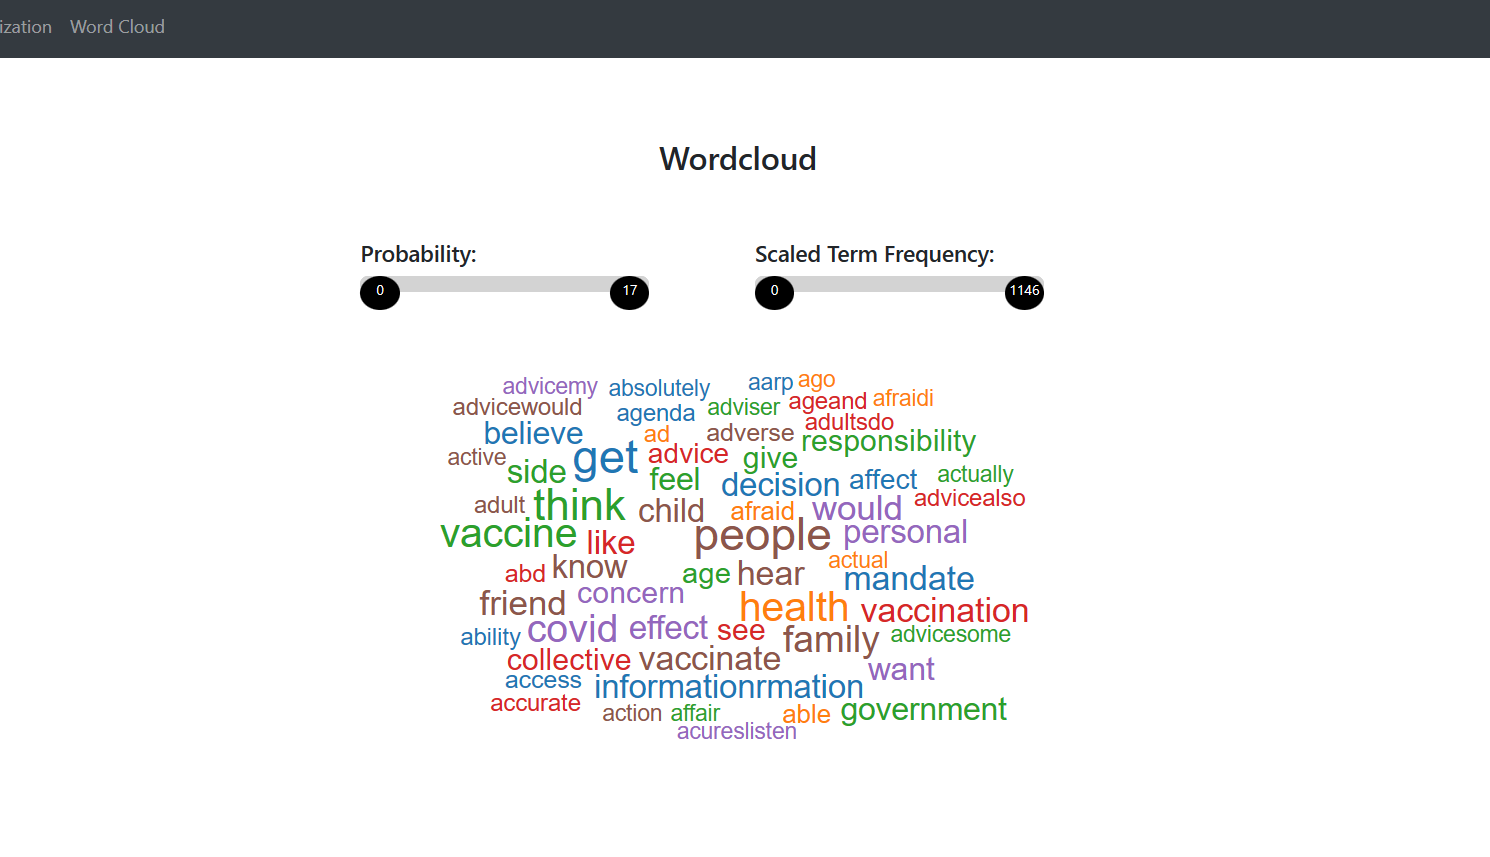 ization Word Cloud
Wordcloud
Probability:
Scaled Term Frequency:
0 17
0 1146
advicemy absolutely aarp ago
advicewould agenda adviser ageand afraidi
believe ad adverse adultsdo
active get advice give responsibility
side feel decision affect actually
adult think child afraid would advicealso
vaccine like people personal
abd know age hear actual mandate
friend concern health vaccination
ability covid effect see family advicesome
collective vaccinate want
access informationrmation
accurate action affair able government
acureslisten